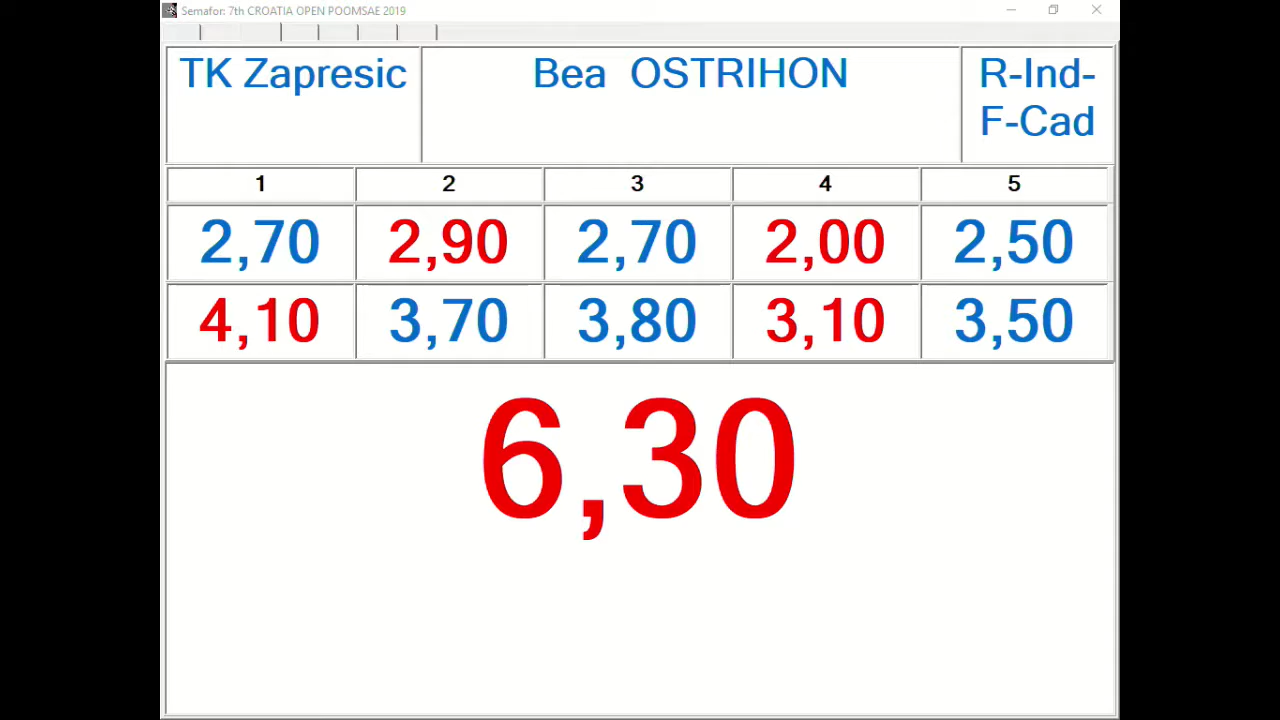 Semafor: 7th CROATIA OPEN POOMSAE 2019
TK Zapresic
Bea OSTRIHON
R-Ind-
F-Cad
1 2 3 4 5
2,70 2,90 2,70 2,00 2,50
4,10 3,70 3,80 3,10 3,50
6,30